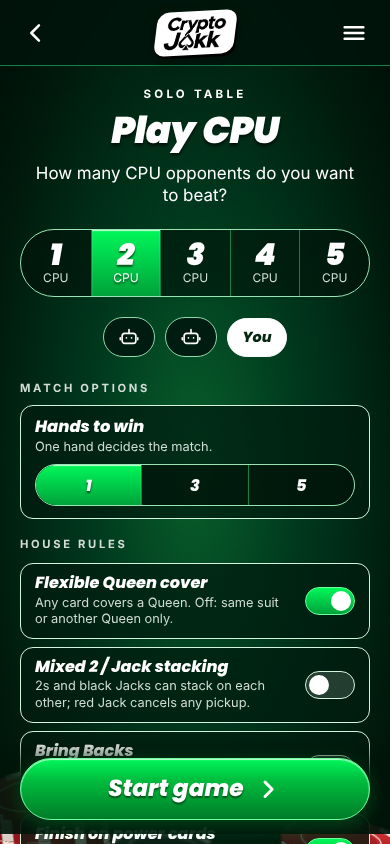 Crypto
Jakk
SOLO TABLE
Play CPU
How many CPU opponents do you want
to beat?
1 2 3 4 5
CPU CPU CPU CPU CPU
You
MATCH OPTIONS
Hands to win
One hand decides the match.
1 3 5
HOUSE RULES
Flexible Queen cover
Any card covers a Queen. Off: same suit
or another Queen only.
Mixed 2 / Jack stacking
2s and black Jacks can stack on each
other; red Jack cancels any pickup.
Bring Backs
Start game
Finish on power cards